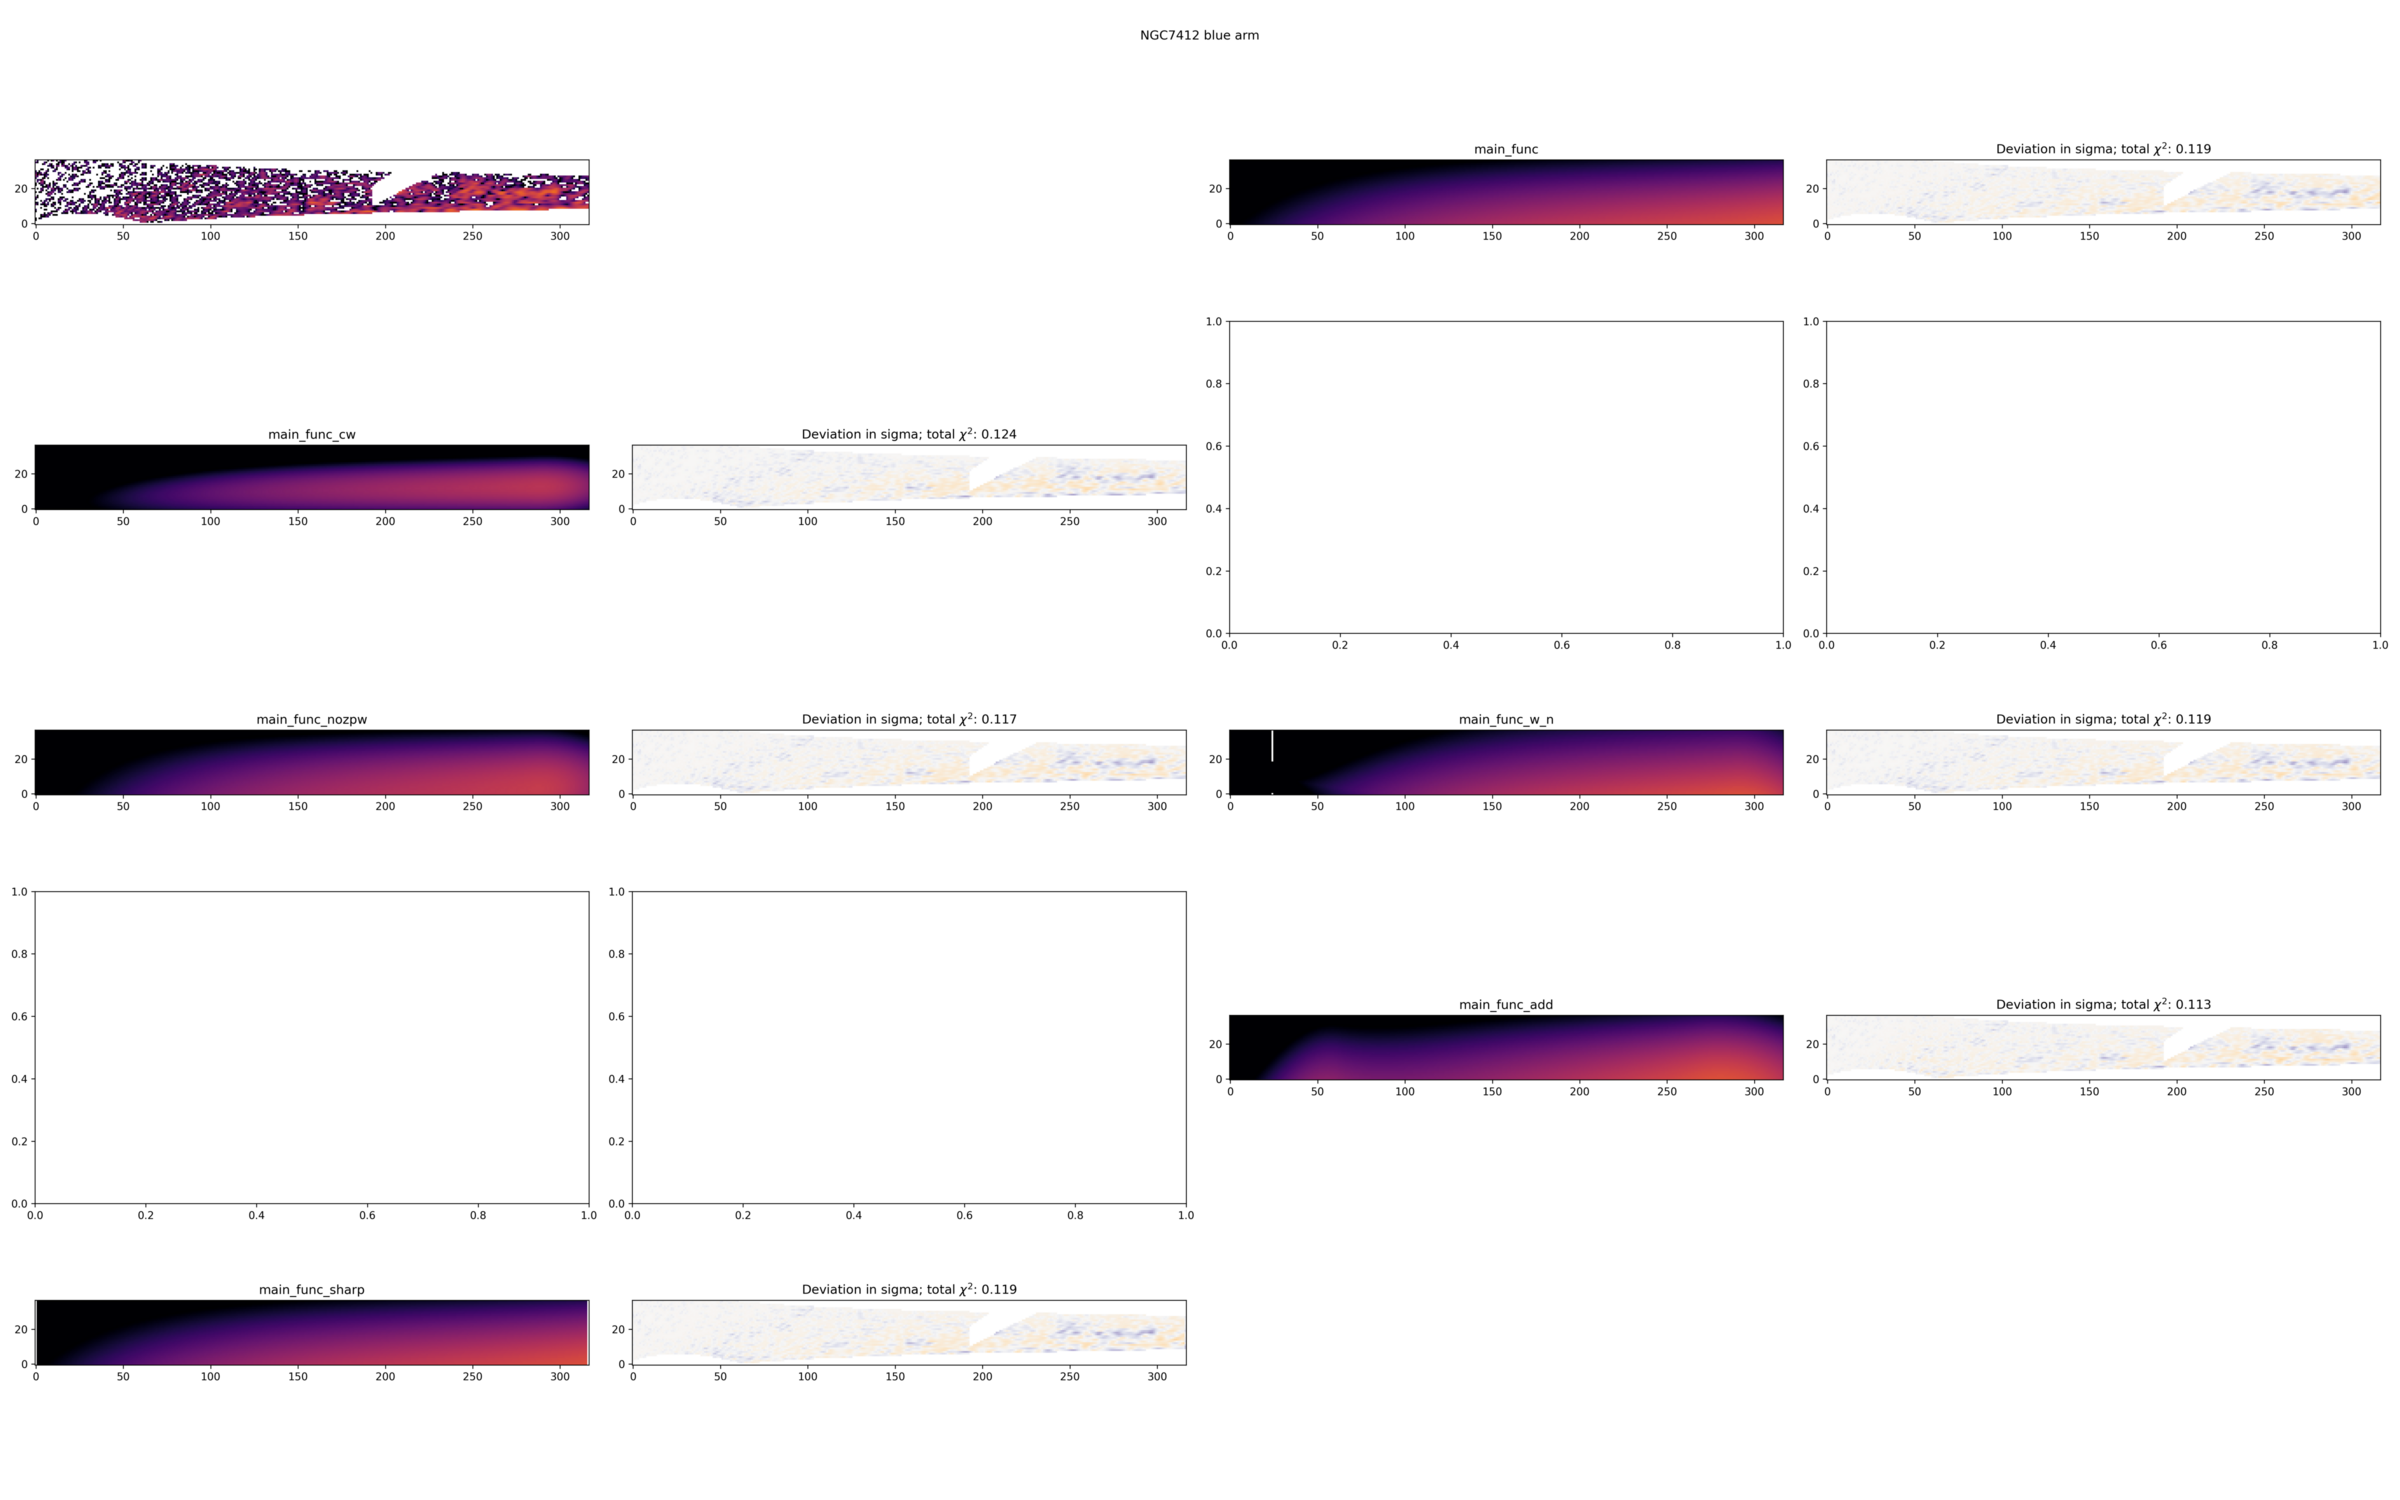 NGC7412 blue arm
main_func
Deviation in sigma; total χ²: 0.119
20
0
0 50 100 150 200 250 300
20
0
0 50 100 150 200 250 300
20
0
0 50 100 150 200 250 300
main_func_cw
Deviation in sigma; total χ²: 0.124
20
0
0 50 100 150 200 250 300
20
0
0 50 100 150 200 250 300
1.0
0.8
0.6
0.4
0.2
0.0
0.0 0.2 0.4 0.6 0.8 1.0
1.0
0.8
0.6
0.4
0.2
0.0
0.0 0.2 0.4 0.6 0.8 1.0
main_func_nozpw
Deviation in sigma; total χ²: 0.117
main_func_w_n
Deviation in sigma; total χ²: 0.119
20
0
0 50 100 150 200 250 300
20
0
0 50 100 150 200 250 300
20
0
0 50 100 150 200 250 300
20
0
0 50 100 150 200 250 300
1.0
0.8
0.6
0.4
0.2
0.0
0.0 0.2 0.4 0.6 0.8 1.0
1.0
0.8
0.6
0.4
0.2
0.0
0.0 0.2 0.4 0.6 0.8 1.0
main_func_add
Deviation in sigma; total χ²: 0.113
20
0
0 50 100 150 200 250 300
20
0
0 50 100 150 200 250 300
main_func_sharp
Deviation in sigma; total χ²: 0.119
20
0
0 50 100 150 200 250 300
20
0
0 50 100 150 200 250 300